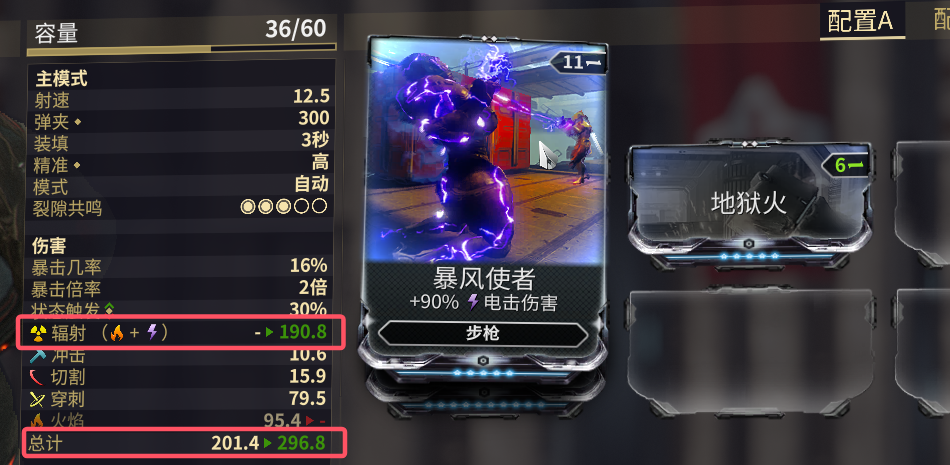 容量 36/60
主模式
射速 12.5
弹夹 300
装填 3秒
精准 高
模式 自动
裂隙共鸣
伤害
暴击几率 16%
暴击倍率 2倍
状态触发 30%
辐射 ( + ) - 190.8
冲击 10.6
切割 15.9
穿刺 79.5
火焰 95.4 -
总计 201.4 296.8
11
暴风使者
+90% 电击伤害
步枪
配置A
6
地狱火